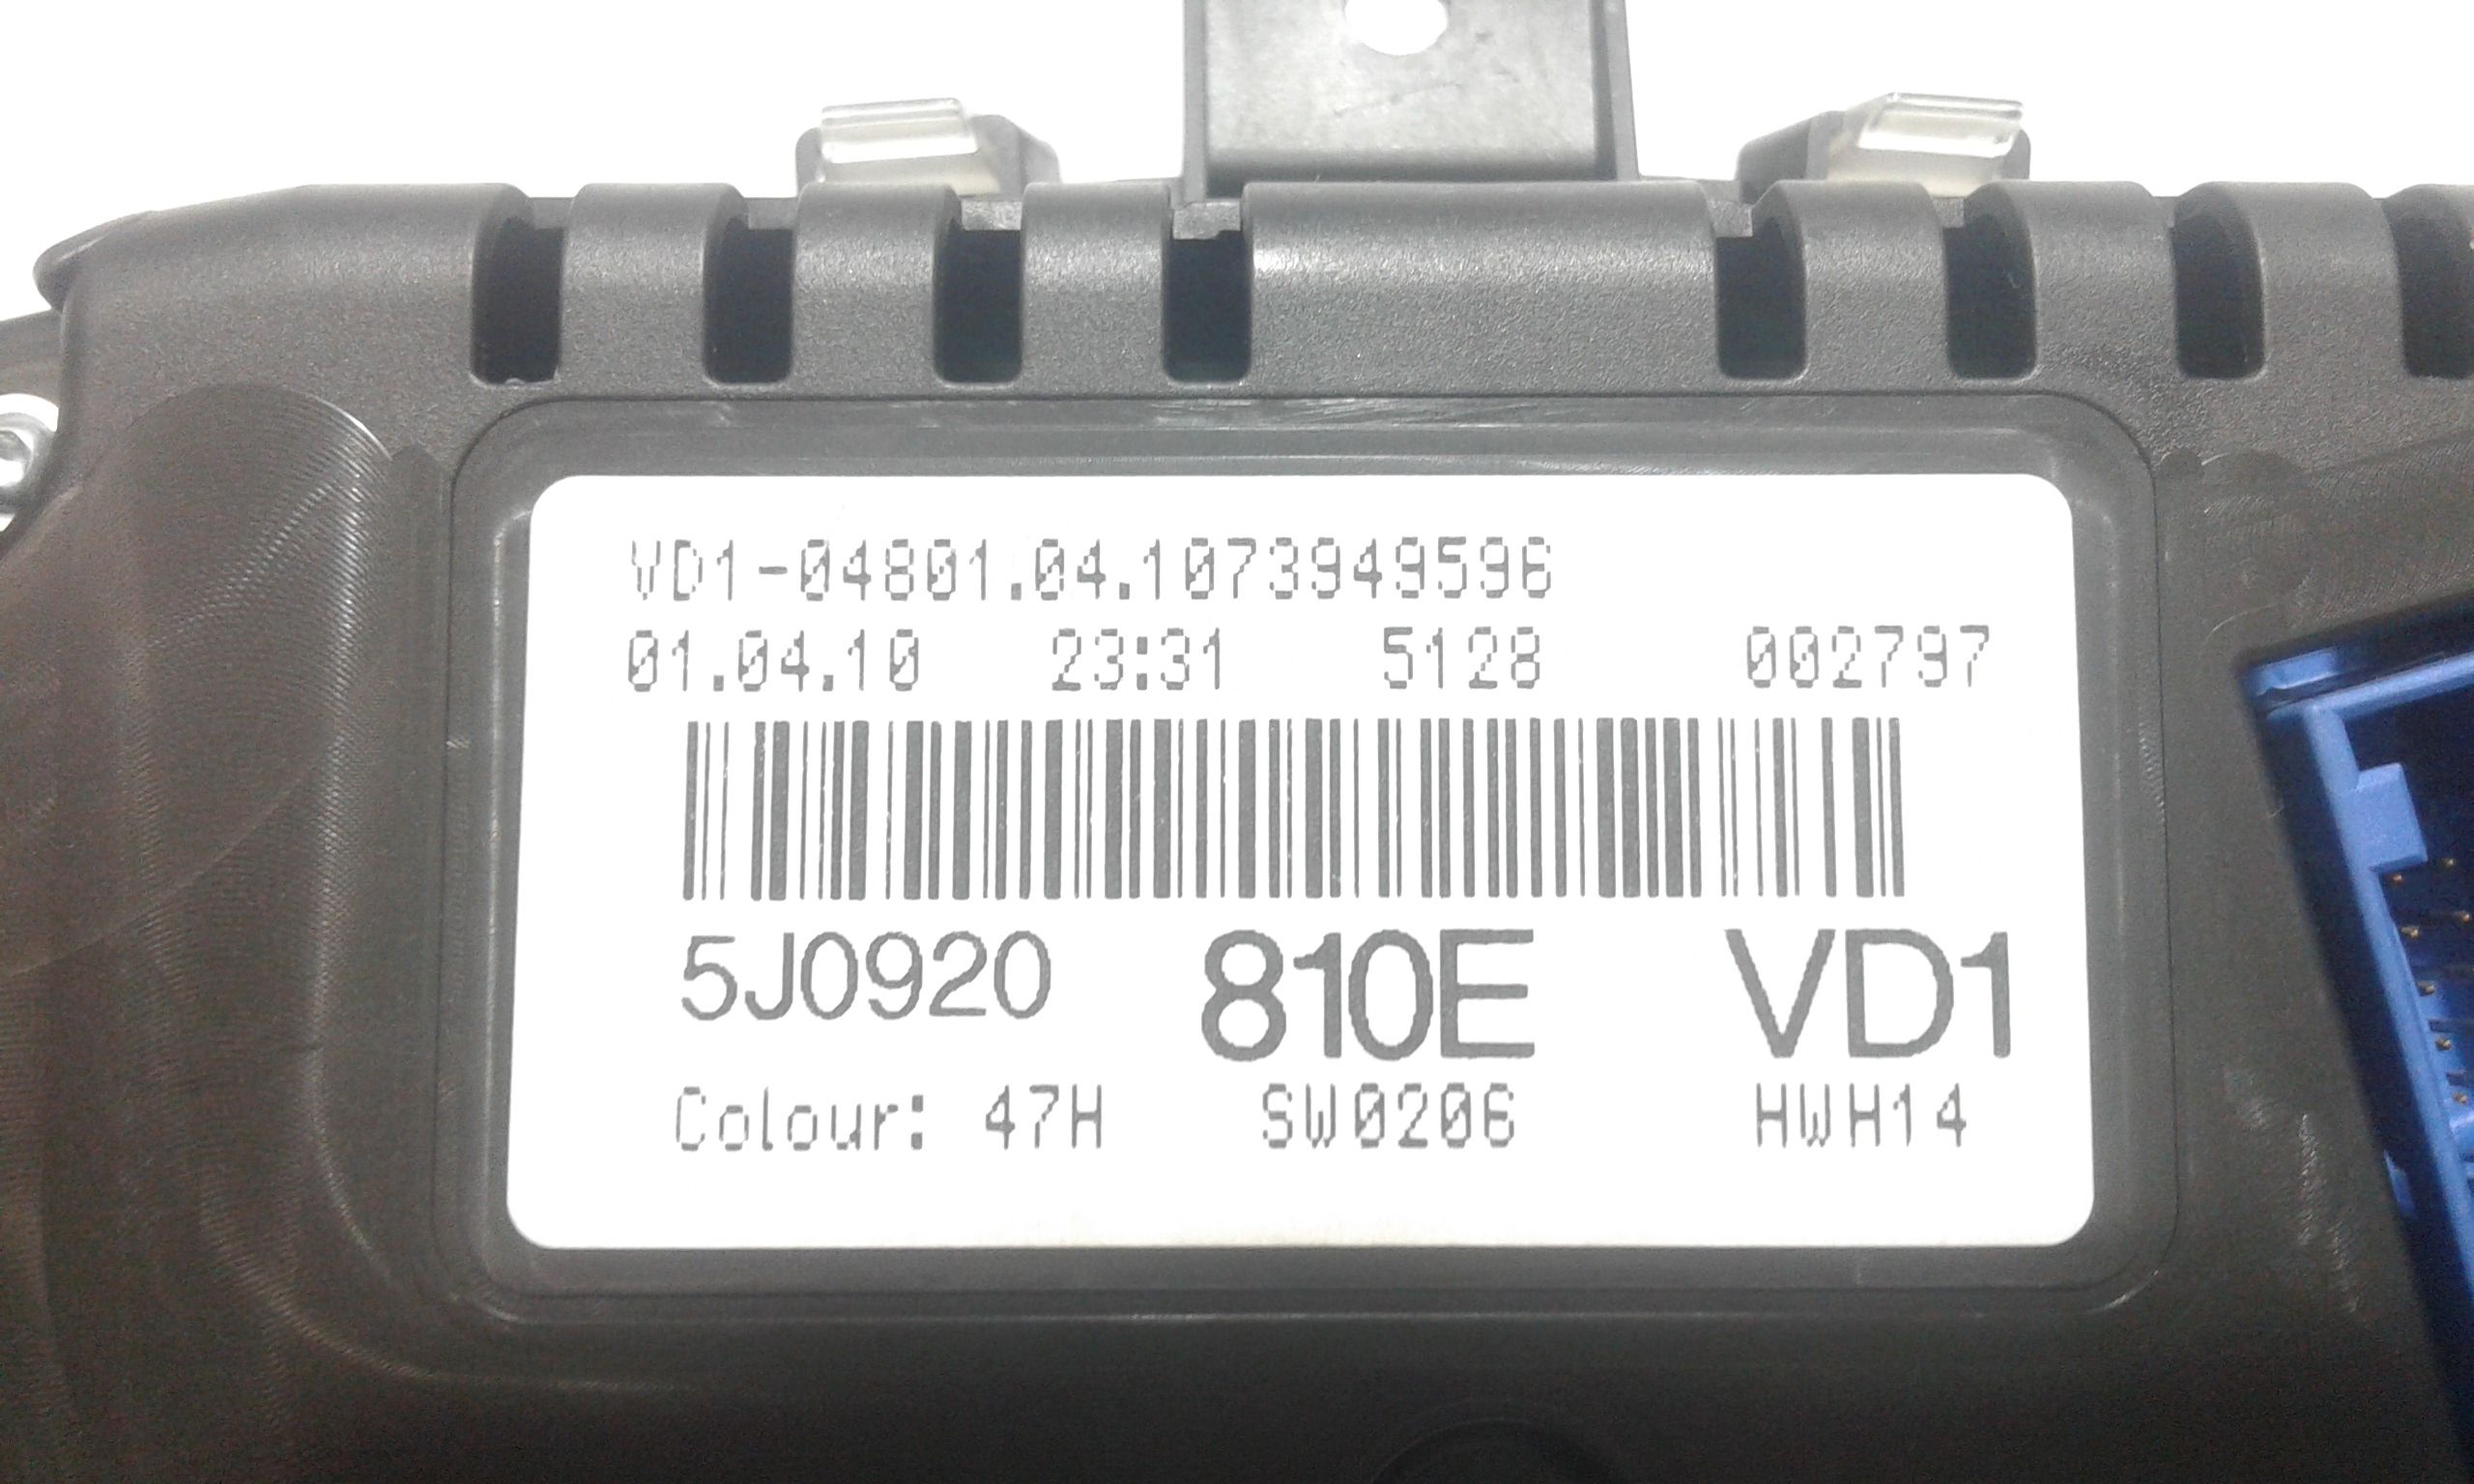 VD1-04801.04.1073949596
01.04.10 23:31 5128 002797
5J0920 810E VD1
Colour: 47H SW0206 HWH14